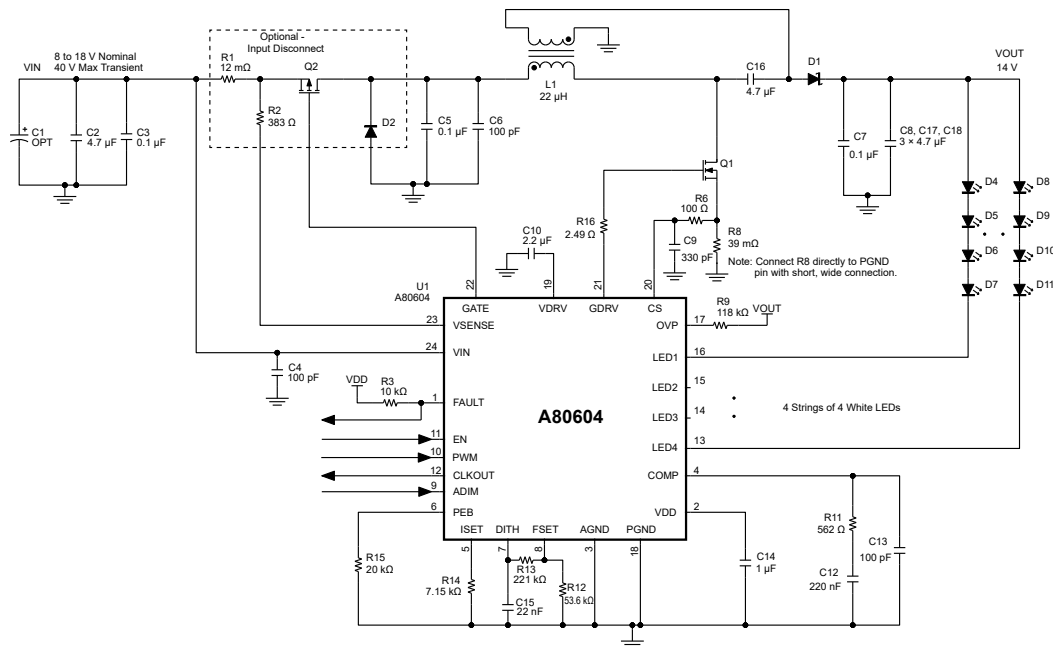 Optional -
Input Disconnect
8 to 18 V Nominal
40 V Max Transient
VIN
R1
12 mΩ
Q2
L1
22 µH
C16
4.7 µF
D1
VOUT
14 V
C1
OPT
C2
4.7 µF
C3
0.1 µF
R2
383 Ω
D2
C5
0.1 µF
C6
100 pF
C7
0.1 µF
C8, C17, C18
3 × 4.7 µF
Q1
R6
100 Ω
R16
2.49 Ω
C9
330 pF
R8
39 mΩ
Note: Connect R8 directly to PGND
pin with short, wide connection.
D4
D5
D6
D7
D8
D9
D10
D11
C10
2.2 µF
U1
A80604
22
19
21
20
GATE
VDRV
GDRV
CS
23
VSENSE
24
VIN
C4
100 pF
VDD
R3
10 kΩ
1
FAULT
11
EN
10
PWM
12
CLKOUT
9
ADIM
6
PEB
A80604
OVP
17
R9
118 kΩ
VOUT
LED1
16
LED2
15
LED3
14
LED4
13
4 Strings of 4 White LEDs
COMP
4
VDD
2
ISET
DITH
FSET
AGND
PGND
5
7
8
3
18
R15
20 kΩ
R14
7.15 kΩ
R13
221 kΩ
C15
22 nF
R12
53.6 kΩ
C14
1 µF
R11
562 Ω
C12
220 nF
C13
100 pF